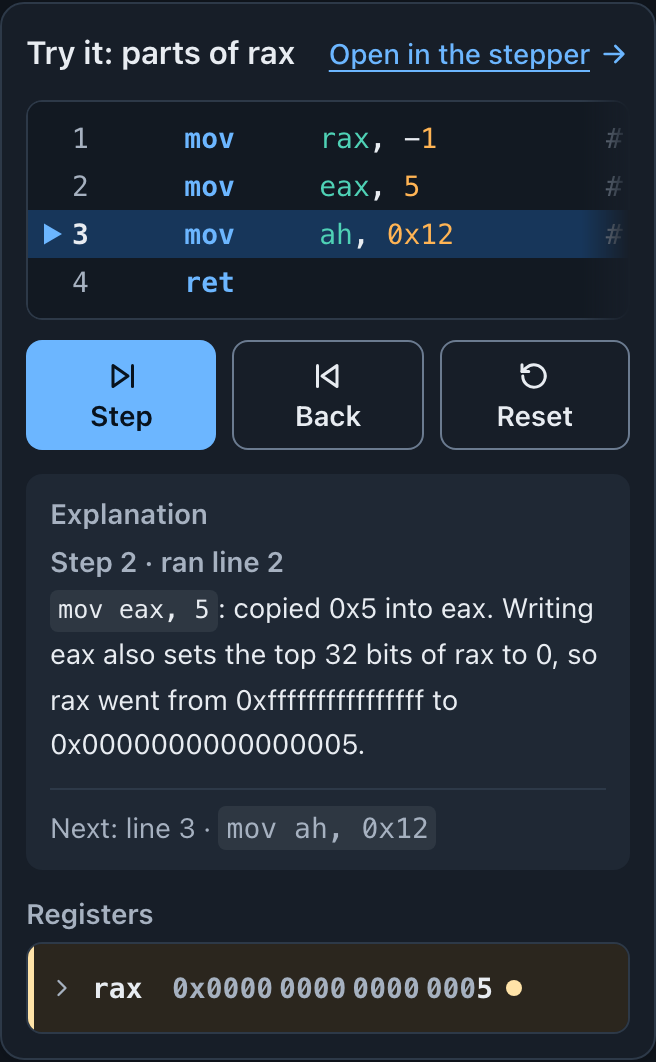 Try it: parts of rax Open in the stepper →
1 mov rax, −1 #
2 mov eax, 5 #
3 mov ah, 0x12 #
4 ret
Step Back Reset
Explanation
Step 2 · ran line 2
mov eax, 5: copied 0x5 into eax. Writing
eax also sets the top 32 bits of rax to 0, so
rax went from 0xffffffffffffffff to
0x0000000000000005.
Next: line 3 · mov ah, 0x12
Registers
rax 0x0000 0000 0000 0005